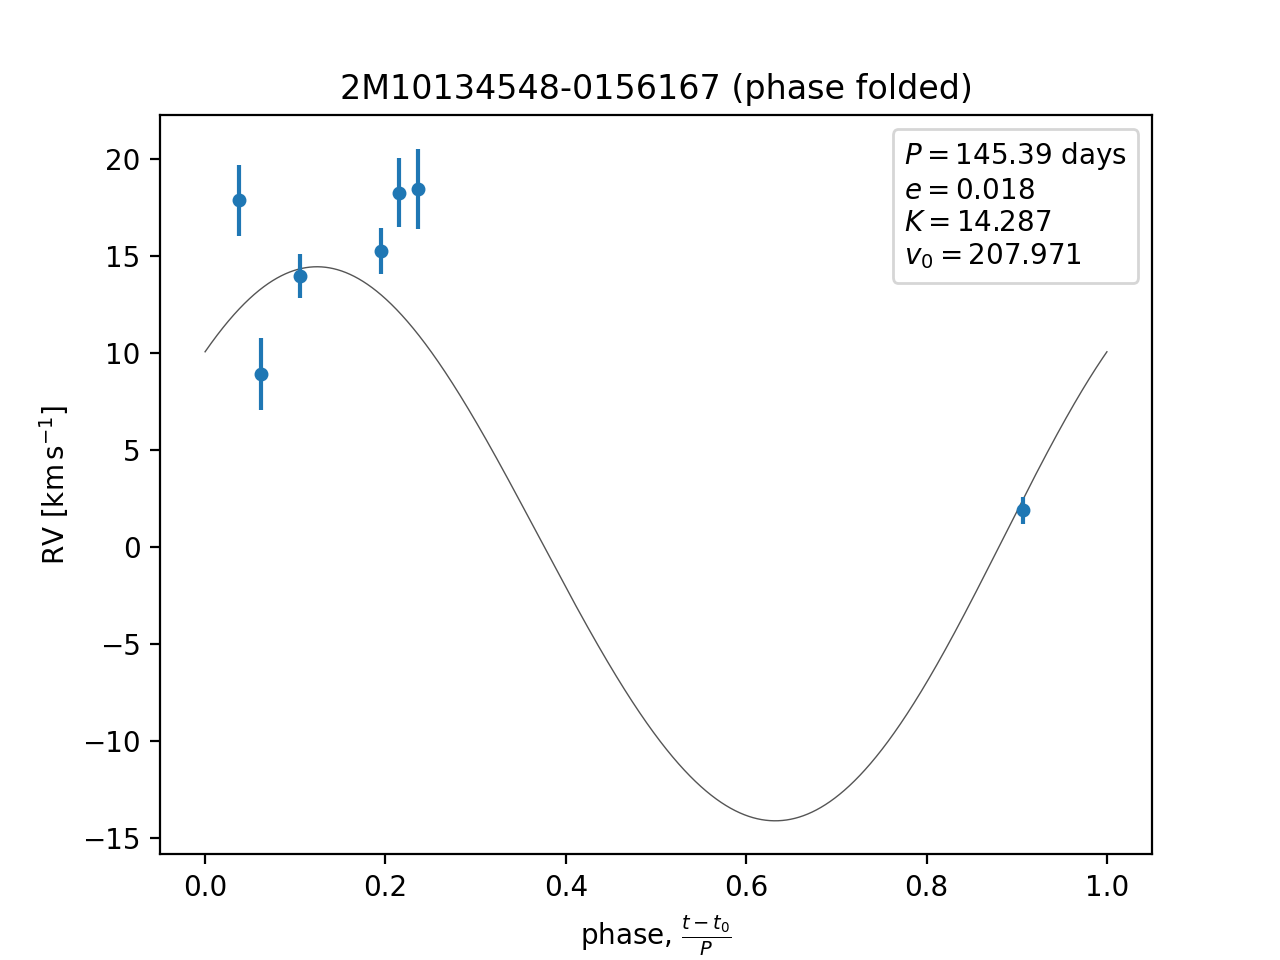 2M10134548-0156167 (phase folded)
P = 145.39 days
e = 0.018
K = 14.287
v₀ = 207.971
20
15
10
5
0
−5
−10
−15
RV [km s⁻¹]
0.0 0.2 0.4 0.6 0.8 1.0
phase, (t − t₀)/P